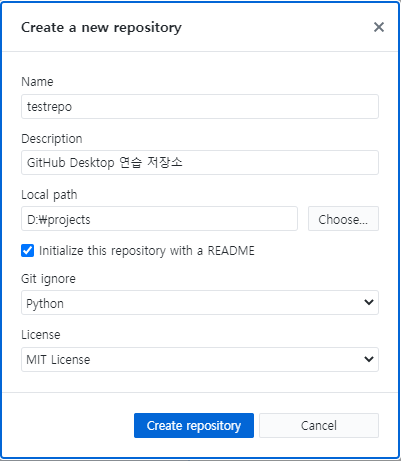 Create a new repository
Name
testrepo
Description
GitHub Desktop 연습 저장소
Local path
D:₩projects
Choose...
Initialize this repository with a README
Git ignore
Python
License
MIT License
Create repository
Cancel